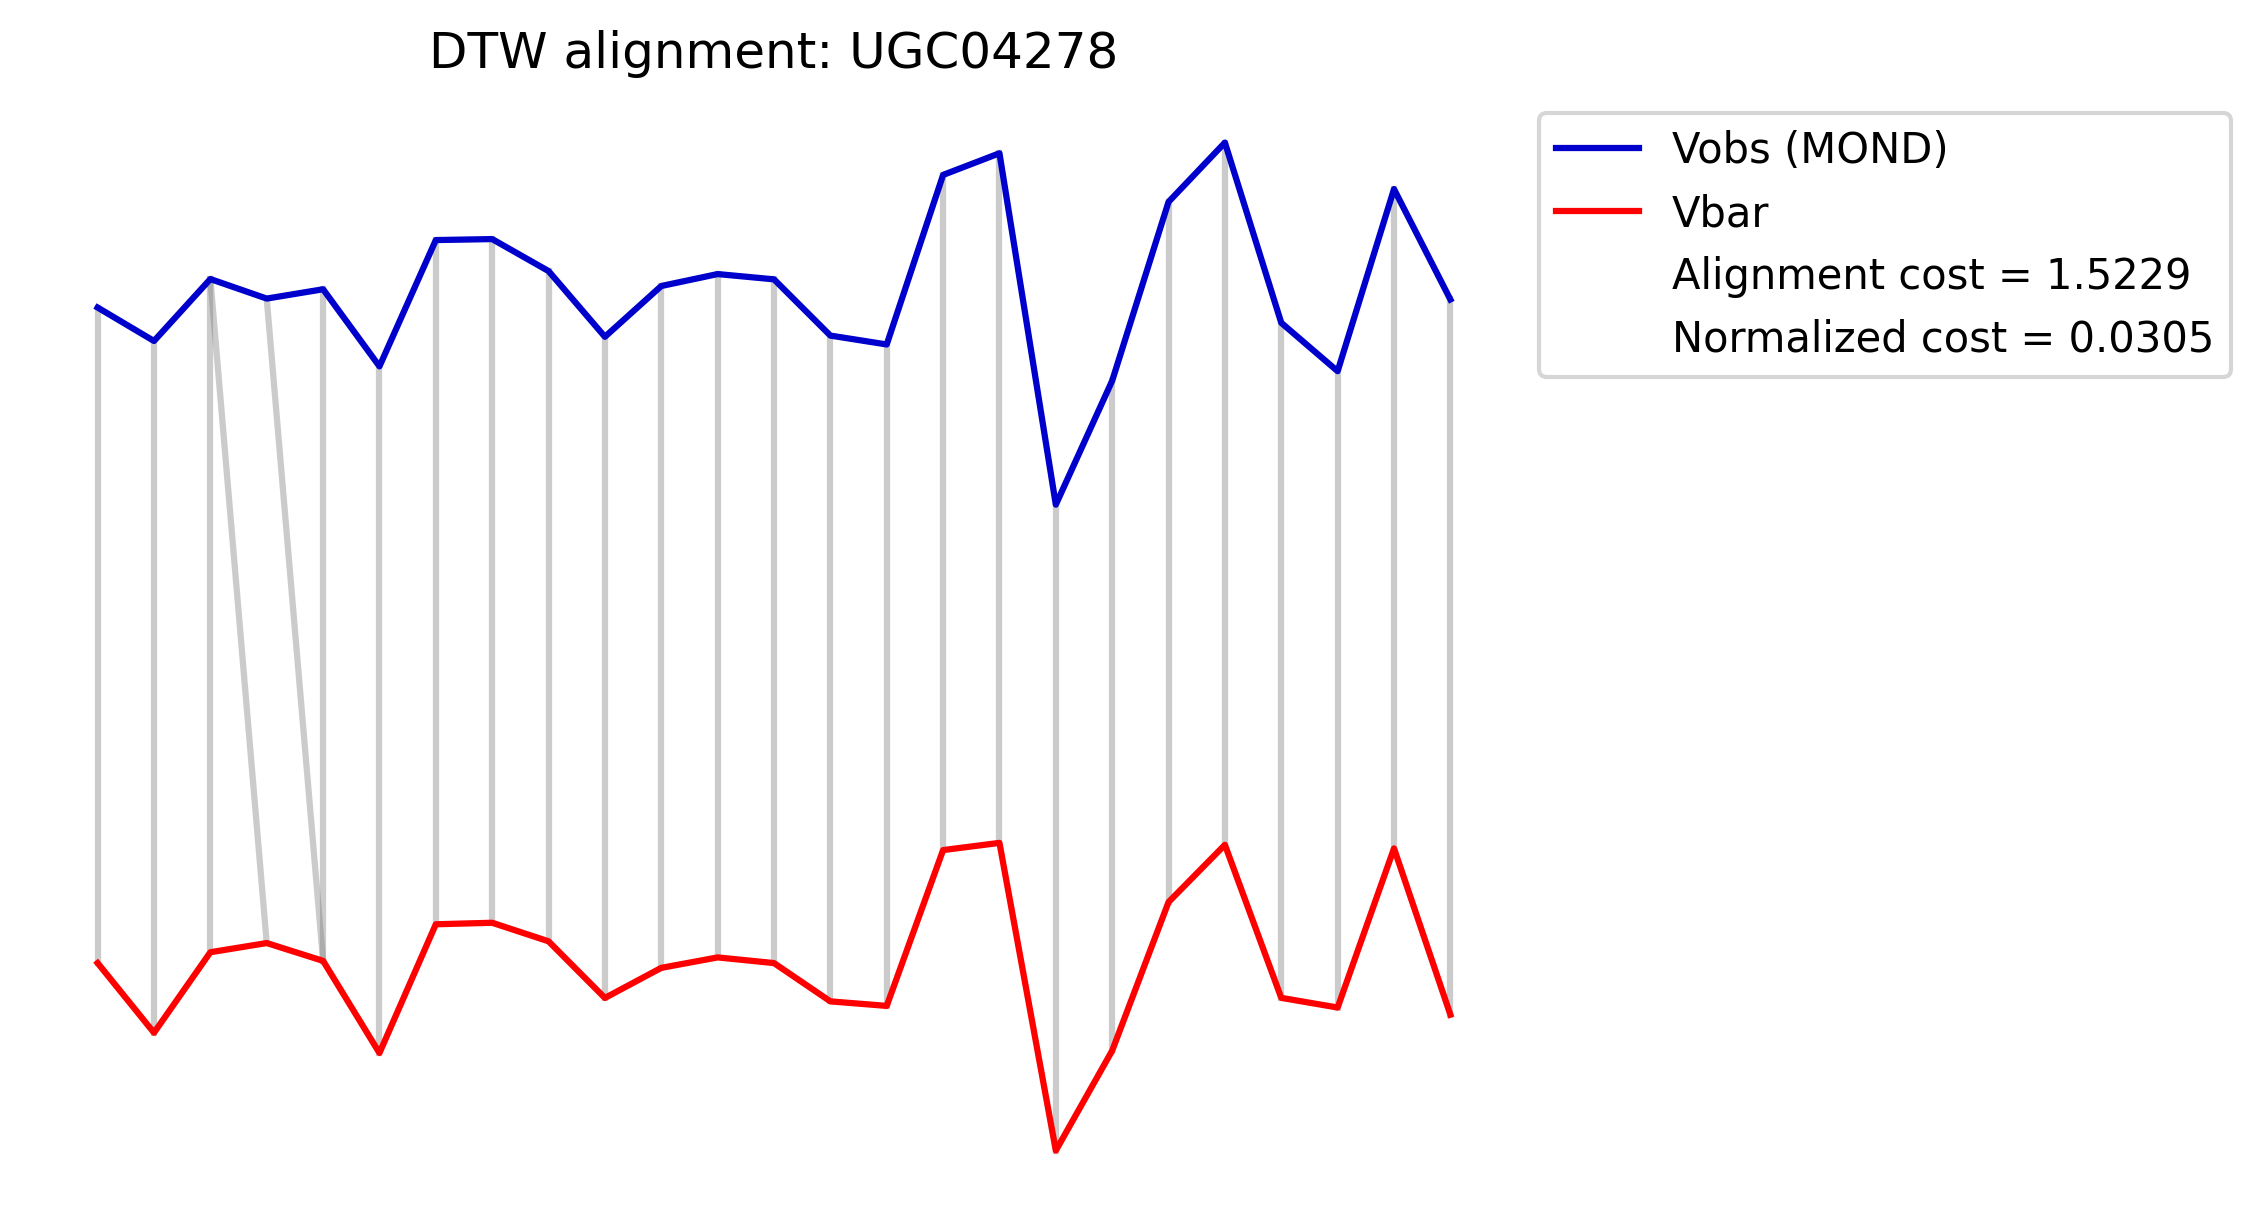 DTW alignment: UGC04278
Vobs (MOND)
Vbar
Alignment cost = 1.5229
Normalized cost = 0.0305